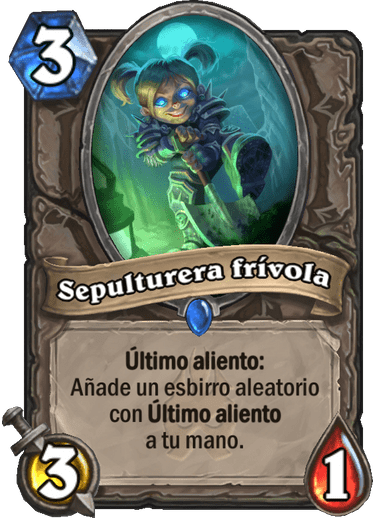 3
Sepulturera frívola
Último aliento:
Añade un esbirro aleatorio
con Último aliento
a tu mano.
3
1